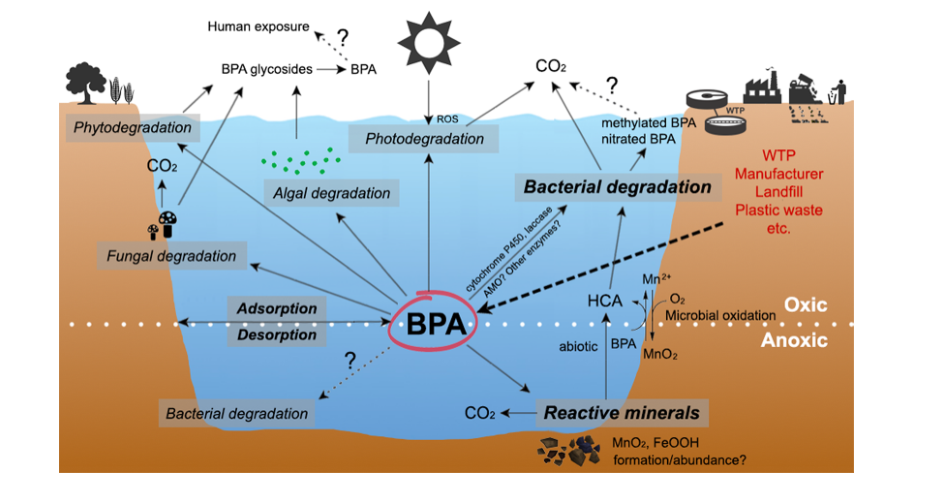 Human exposure
?
BPA glycosides
BPA
CO₂
?
WTP
ROS
methylated BPA
nitrated BPA
Phytodegradation
Photodegradation
CO₂
Algal degradation
Bacterial degradation
WTP
Manufacturer
Landfill
Plastic waste
etc.
cytochrome P450, laccase
AMO? Other enzymes?
Fungal degradation
Mn²⁺
HCA
O₂
Microbial oxidation
Oxic
Adsorption
BPA
Desorption
Anoxic
abiotic
BPA
MnO₂
?
Bacterial degradation
CO₂
Reactive minerals
MnO₂, FeOOH
formation/abundance?